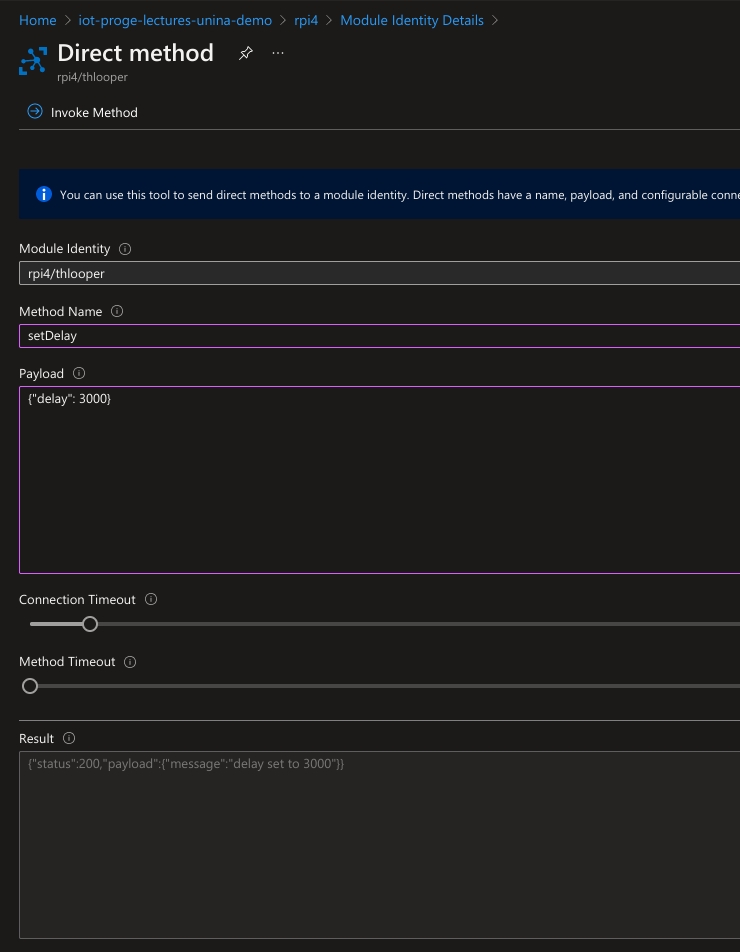 Home > iot-proge-lectures-unina-demo > rpi4 > Module Identity Details >
Direct method ...
rpi4/thlooper
Invoke Method
You can use this tool to send direct methods to a module identity. Direct methods have a name, payload, and configurable conne
Module Identity
rpi4/thlooper
Method Name
setDelay
Payload
{"delay": 3000}
Connection Timeout
Method Timeout
Result
{"status":200,"payload":{"message":"delay set to 3000"}}